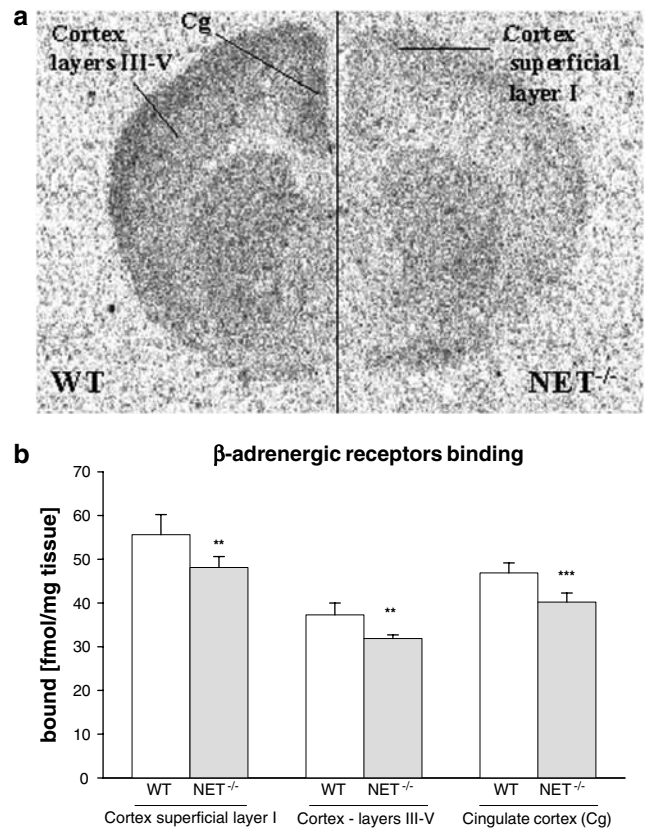 a
Cg
Cortex
layers III-V
Cortex
superficial
layer I
WT
NET-/-
b
β-adrenergic receptors binding
bound [fmol/mg tissue]
70
60
50
40
30
20
10
0
**
**
***
WT NET-/- WT NET-/- WT NET-/-
Cortex superficial layer I Cortex - layers III-V Cingulate cortex (Cg)